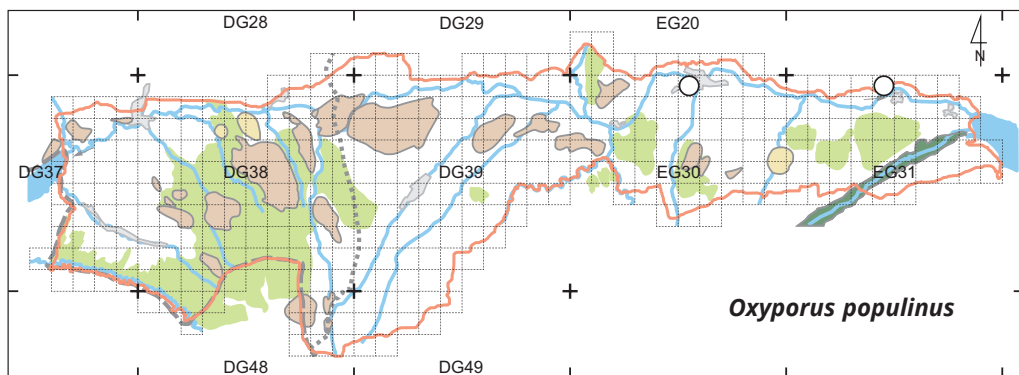 DG28 DG29 EG20
N
DG37 DG38 DG39 EG30 EG31
Oxyporus populinus
DG48 DG49